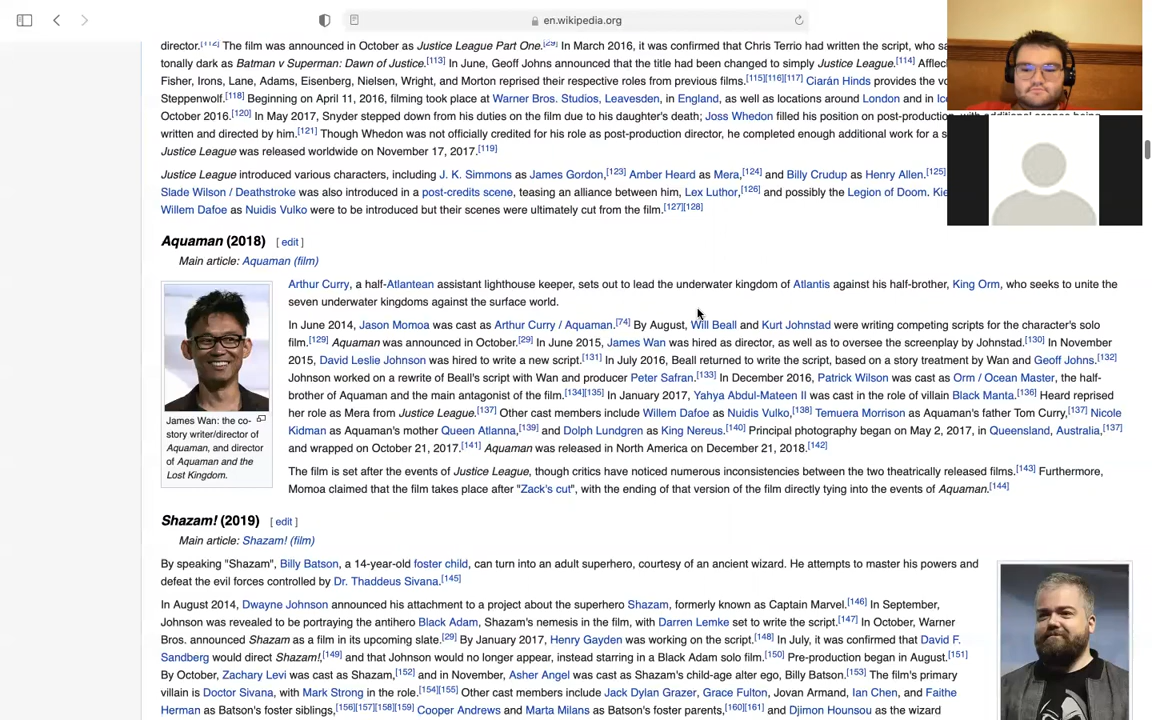 en.wikipedia.org
director.[112] The film was announced in October as Justice League Part One.[29] In March 2016, it was confirmed that Chris Terrio had written the script, who sa
tonally dark as Batman v Superman: Dawn of Justice.[113] In June, Geoff Johns announced that the title had been changed to simply Justice League.[114] Affleck
Fisher, Irons, Lane, Adams, Eisenberg, Nielsen, Wright, and Morton reprised their respective roles from previous films.[115][116][117] Ciarán Hinds provides the vo
Steppenwolf.[118] Beginning on April 11, 2016, filming took place at Warner Bros. Studios, Leavesden, in England, as well as locations around London and in Ic
October 2016.[120] In May 2017, Snyder stepped down from his duties on the film due to his daughter's death; Joss Whedon filled his position on post-production, with additional scenes being
written and directed by him.[121] Though Whedon was not officially credited for his role as post-production director, he completed enough additional work for a s
Justice League was released worldwide on November 17, 2017.[119]
Justice League introduced various characters, including J. K. Simmons as James Gordon,[123] Amber Heard as Mera,[124] and Billy Crudup as Henry Allen.[125]
Slade Wilson / Deathstroke was also introduced in a post-credits scene, teasing an alliance between him, Lex Luthor,[126] and possibly the Legion of Doom. Kie
Willem Dafoe as Nuidis Vulko were to be introduced but their scenes were ultimately cut from the film.[127][128]
Aquaman (2018) [ edit ]
Main article: Aquaman (film)
Arthur Curry, a half-Atlantean assistant lighthouse keeper, sets out to lead the underwater kingdom of Atlantis against his half-brother, King Orm, who seeks to unite the
seven underwater kingdoms against the surface world.
In June 2014, Jason Momoa was cast as Arthur Curry / Aquaman.[74] By August, Will Beall and Kurt Johnstad were writing competing scripts for the character's solo
film.[129] Aquaman was announced in October.[29] In June 2015, James Wan was hired as director, as well as to oversee the screenplay by Johnstad.[130] In November
2015, David Leslie Johnson was hired to write a new script.[131] In July 2016, Beall returned to write the script, based on a story treatment by Wan and Geoff Johns.[132]
Johnson worked on a rewrite of Beall's script with Wan and producer Peter Safran.[133] In December 2016, Patrick Wilson was cast as Orm / Ocean Master, the half-
brother of Aquaman and the main antagonist of the film.[134][135] In January 2017, Yahya Abdul-Mateen II was cast in the role of villain Black Manta.[136] Heard reprised
her role as Mera from Justice League.[137] Other cast members include Willem Dafoe as Nuidis Vulko,[138] Temuera Morrison as Aquaman's father Tom Curry,[137] Nicole
Kidman as Aquaman's mother Queen Atlanna,[139] and Dolph Lundgren as King Nereus.[140] Principal photography began on May 2, 2017, in Queensland, Australia,[137]
and wrapped on October 21, 2017.[141] Aquaman was released in North America on December 21, 2018.[142]
The film is set after the events of Justice League, though critics have noticed numerous inconsistencies between the two theatrically released films.[143] Furthermore,
Momoa claimed that the film takes place after "Zack's cut", with the ending of that version of the film directly tying into the events of Aquaman.[144]
James Wan: the co-
story writer/director of
Aquaman, and director
of Aquaman and the
Lost Kingdom.
Shazam! (2019) [ edit ]
Main article: Shazam! (film)
By speaking "Shazam", Billy Batson, a 14-year-old foster child, can turn into an adult superhero, courtesy of an ancient wizard. He attempts to master his powers and
defeat the evil forces controlled by Dr. Thaddeus Sivana.[145]
In August 2014, Dwayne Johnson announced his attachment to a project about the superhero Shazam, formerly known as Captain Marvel.[146] In September,
Johnson was revealed to be portraying the antihero Black Adam, Shazam's nemesis in the film, with Darren Lemke set to write the script.[147] In October, Warner
Bros. announced Shazam as a film in its upcoming slate.[29] By January 2017, Henry Gayden was working on the script.[148] In July, it was confirmed that David F.
Sandberg would direct Shazam!,[149] and that Johnson would no longer appear, instead starring in a Black Adam solo film.[150] Pre-production began in August.[151]
By October, Zachary Levi was cast as Shazam,[152] and in November, Asher Angel was cast as Shazam's child-age alter ego, Billy Batson.[153] The film's primary
villain is Doctor Sivana, with Mark Strong in the role.[154][155] Other cast members include Jack Dylan Grazer, Grace Fulton, Jovan Armand, Ian Chen, and Faithe
Herman as Batson's foster siblings,[156][157][158][159] Cooper Andrews and Marta Milans as Batson's foster parents,[160][161] and Djimon Hounsou as the wizard